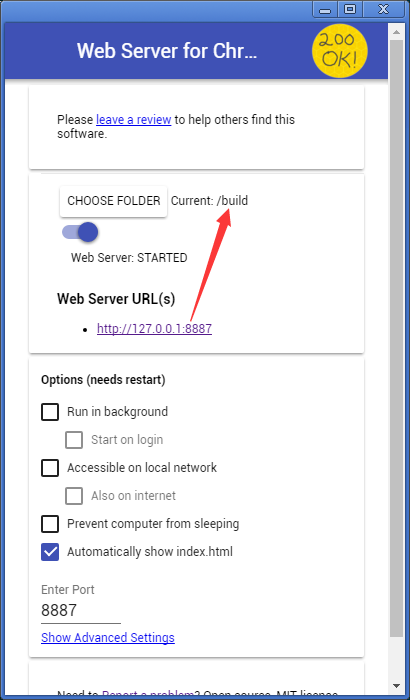 Web Server for Chr...
200
OK!
Please leave a review to help others find this
software.
CHOOSE FOLDER Current: /build
Web Server: STARTED
Web Server URL(s)
http://127.0.0.1:8887
Options (needs restart)
Run in background
Start on login
Accessible on local network
Also on internet
Prevent computer from sleeping
Automatically show index.html
Enter Port
8887
Show Advanced Settings
Need to Report a problem? Open source, MIT license